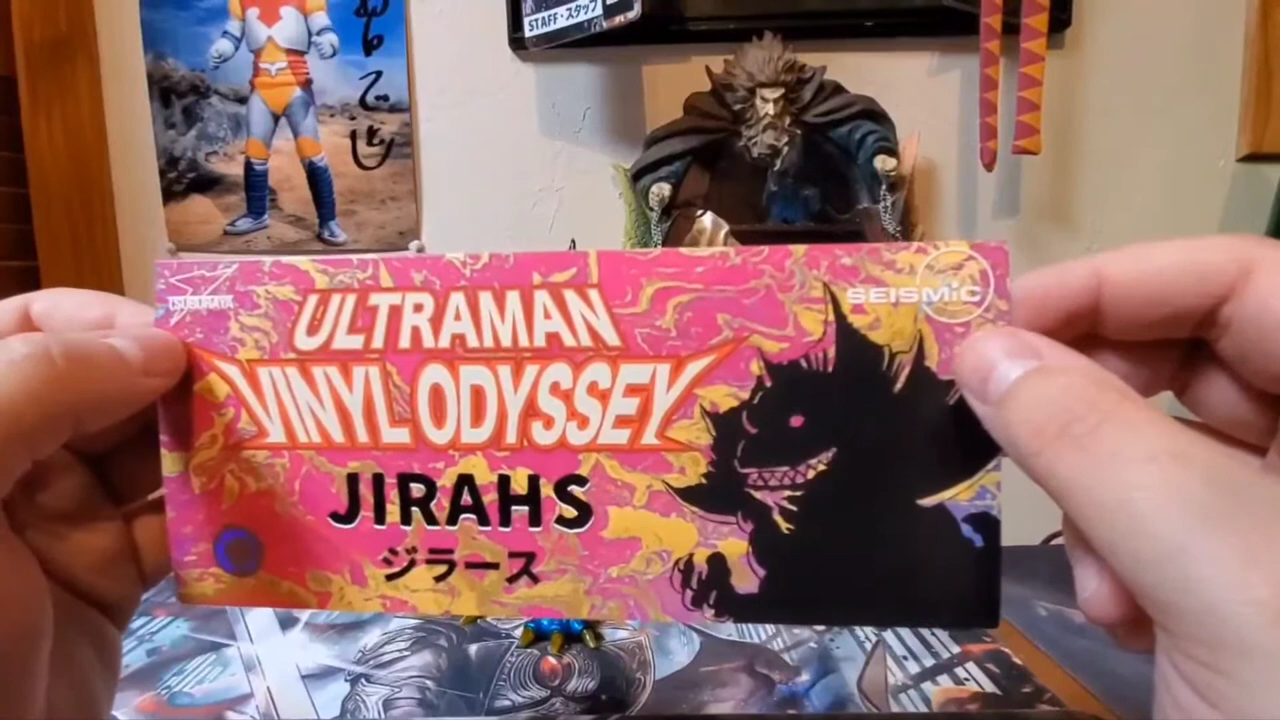 STAFF・スタッフ
TSUBURAYA
SEISMiC
ULTRAMAN
VINYL ODYSSEY
JIRAHS
ジラース